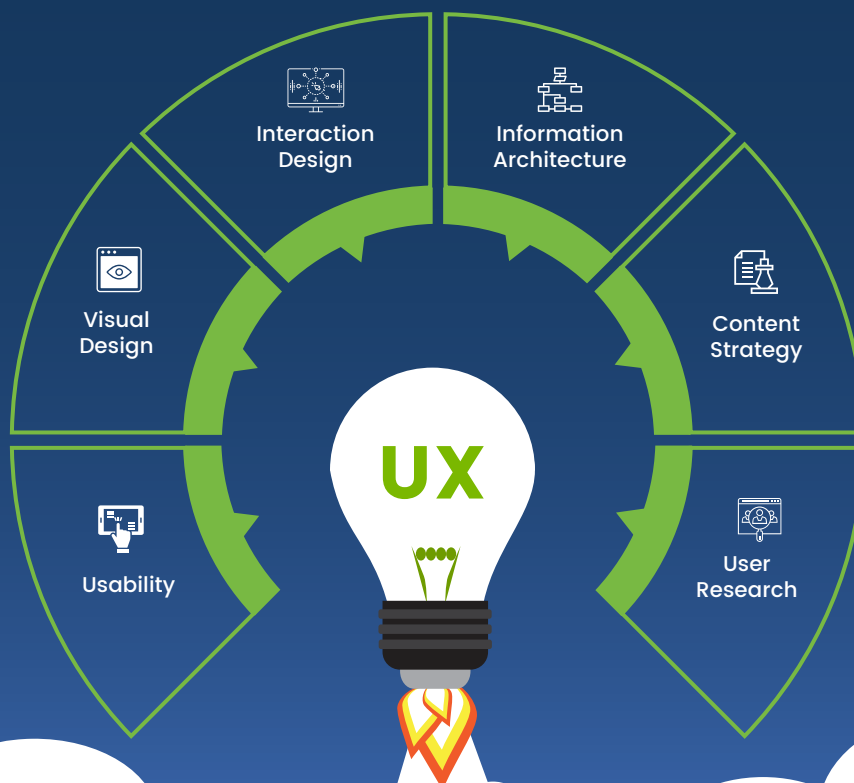 Interaction
Design
Information
Architecture
Visual
Design
Content
Strategy
UX
Usability
User
Research